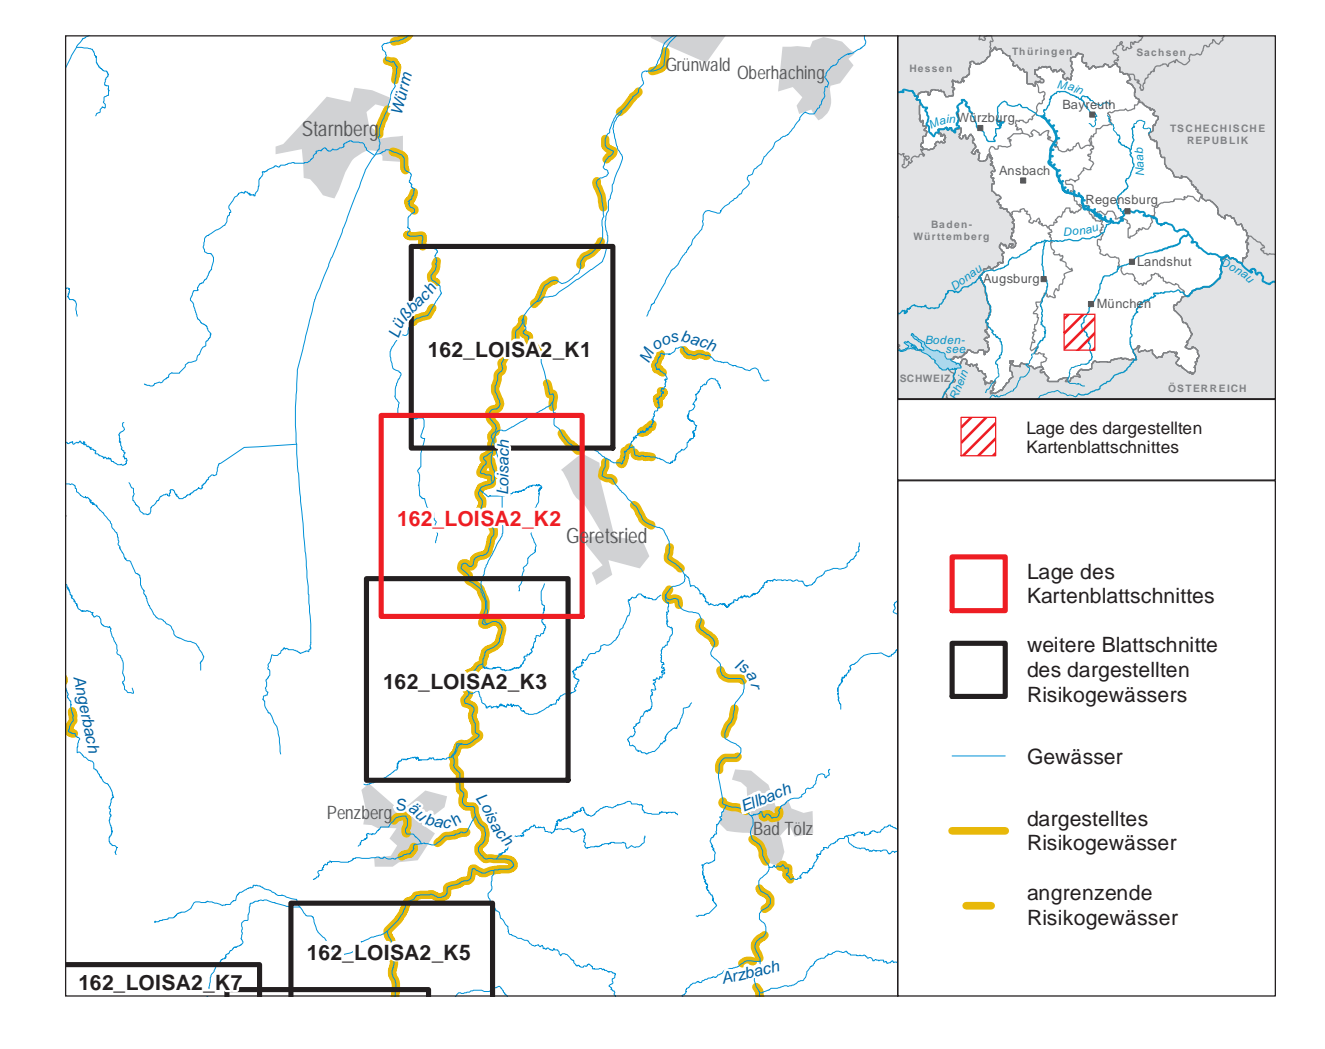 Grünwald
Oberhaching
Würm
Starnberg
Lüßbach
162_LOISA2_K1
Moosbach
Loisach
162_LOISA2_K2
Geretsried
162_LOISA2_K3
Isar
Angerbach
Penzberg
Säubach
Loisach
Ellbach
Bad Tölz
162_LOISA2_K5
Arzbach
162_LOISA2_K7
Thüringen
Sachsen
Hessen
Main
Bayreuth
Main
Würzburg
TSCHECHISCHE
REPUBLIK
Naab
Ansbach
Regensburg
Baden-
Württemberg
Donau
Landshut
Donau
Donau
Augsburg
München
Boden-
see
SCHWEIZ
Rhein
ÖSTERREICH
Lage des dargestellten
Kartenblattschnittes
Lage des
Kartenblattschnittes
weitere Blattschnitte
des dargestellten
Risikogewässers
Gewässer
dargestelltes
Risikogewässer
angrenzende
Risikogewässer